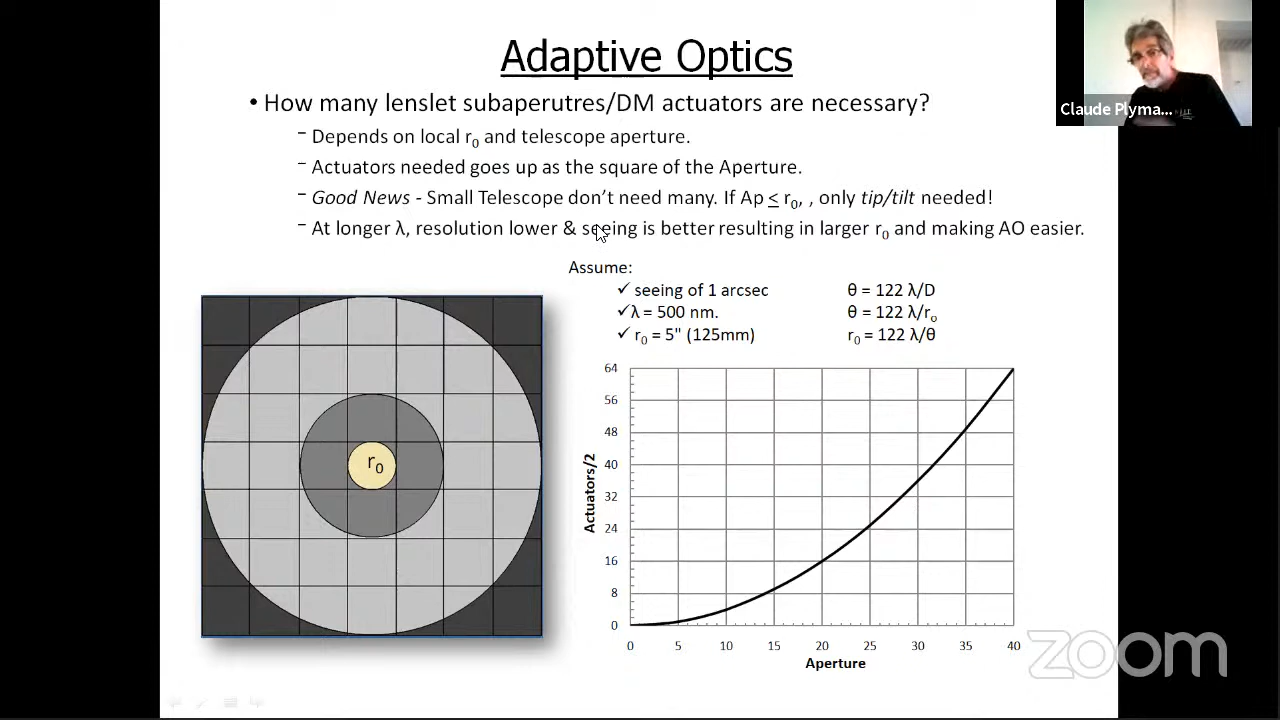 Adaptive Optics
• How many lenslet subaperutres/DM actuators are necessary?
– Depends on local r₀ and telescope aperture.
– Actuators needed goes up as the square of the Aperture.
– Good News - Small Telescope don't need many. If Ap ≤ r₀, , only tip/tilt needed!
– At longer λ, resolution lower & seeing is better resulting in larger r₀ and making AO easier.
Claude Plyma...
Assume:
✓ seeing of 1 arcsec
✓ λ = 500 nm.
✓ r₀ = 5" (125mm)
θ = 122 λ/D
θ = 122 λ/rₒ
r₀ = 122 λ/θ
r₀
Actuators/2
64
56
48
40
32
24
16
8
0
0 5 10 15 20 25 30 35 40
Aperture
zoom